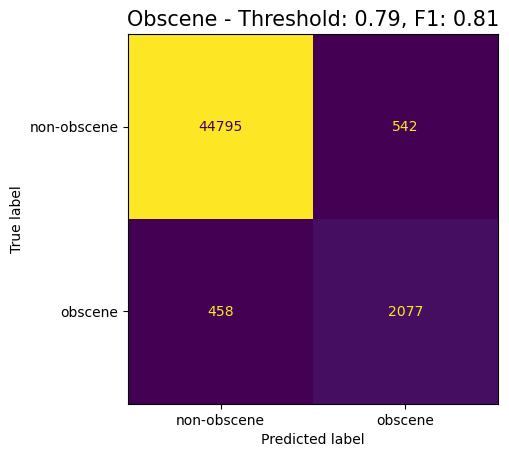 Obscene - Threshold: 0.79, F1: 0.81
True label
non-obscene
44795
542
obscene
458
2077
non-obscene
obscene
Predicted label